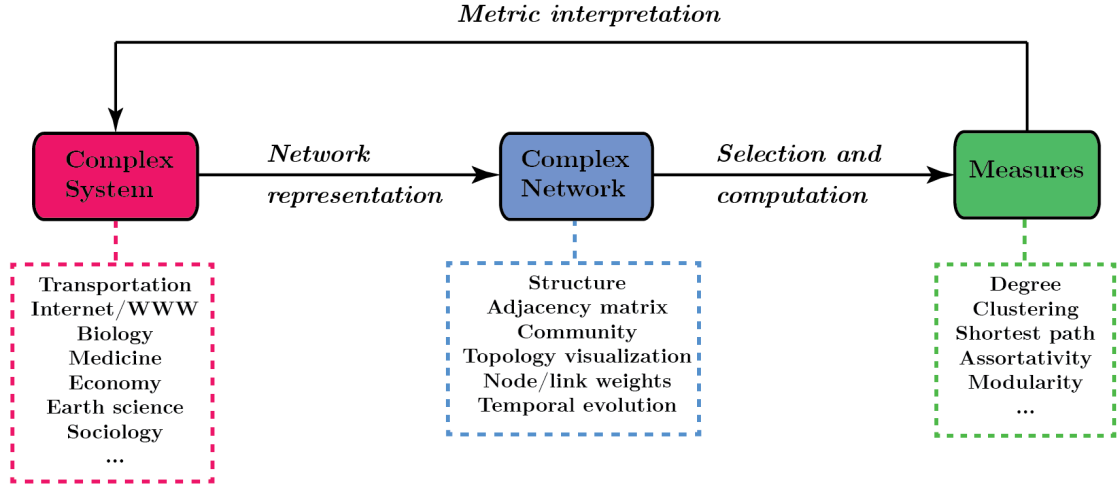 Metric interpretation
Complex
System
Network
representation
Complex
Network
Selection and
computation
Measures
Transportation
Internet/WWW
Biology
Medicine
Economy
Earth science
Sociology
...
Structure
Adjacency matrix
Community
Topology visualization
Node/link weights
Temporal evolution
Degree
Clustering
Shortest path
Assortativity
Modularity
...